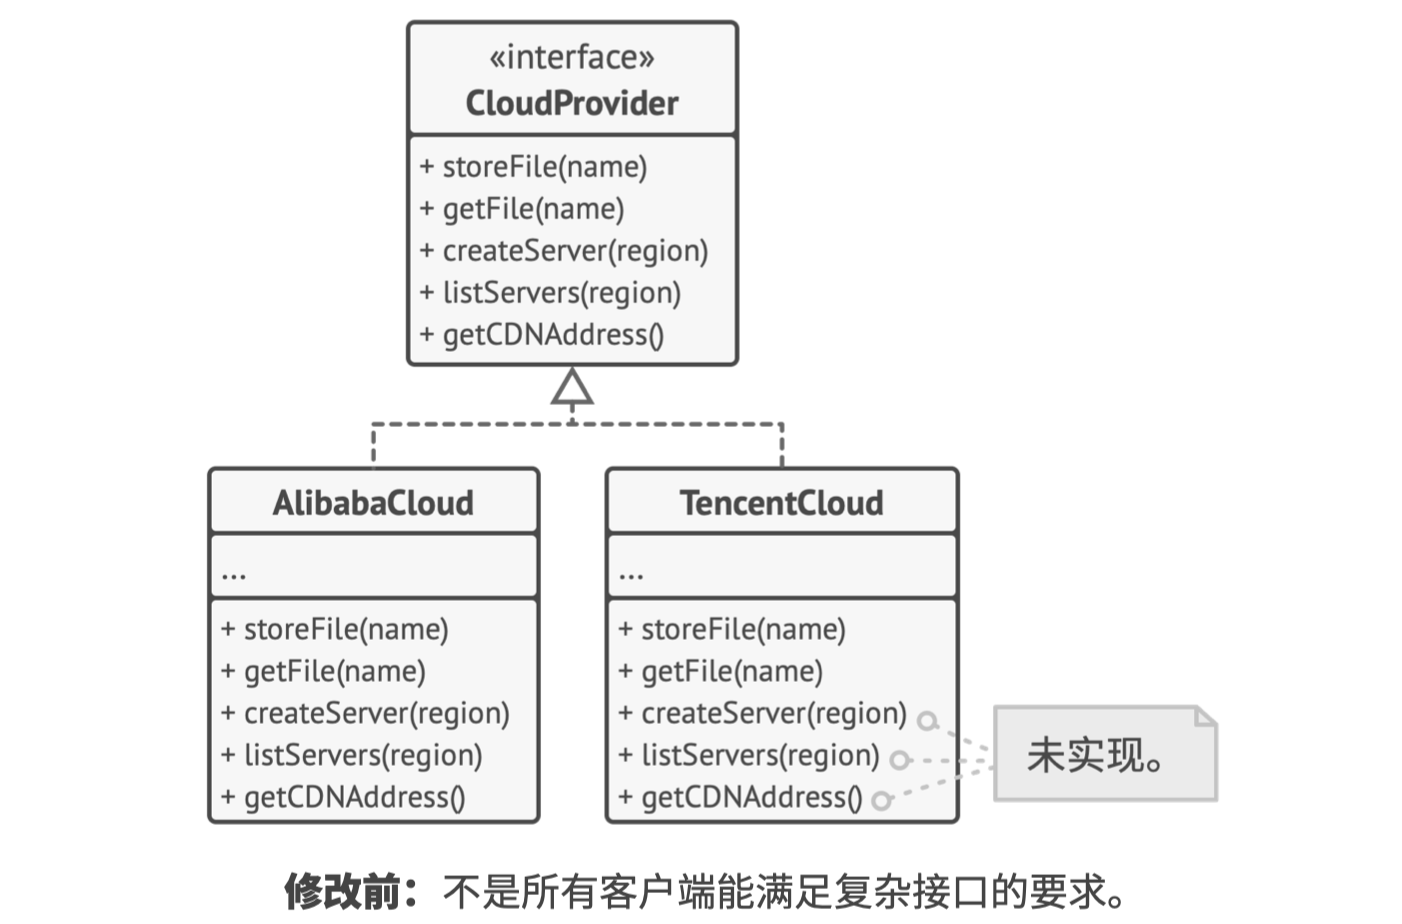 «interface»
CloudProvider
+ storeFile(name)
+ getFile(name)
+ createServer(region)
+ listServers(region)
+ getCDNAddress()
AlibabaCloud
...
+ storeFile(name)
+ getFile(name)
+ createServer(region)
+ listServers(region)
+ getCDNAddress()
TencentCloud
...
+ storeFile(name)
+ getFile(name)
+ createServer(region)
+ listServers(region)
+ getCDNAddress()
未实现。
修改前：不是所有客户端能满足复杂接口的要求。